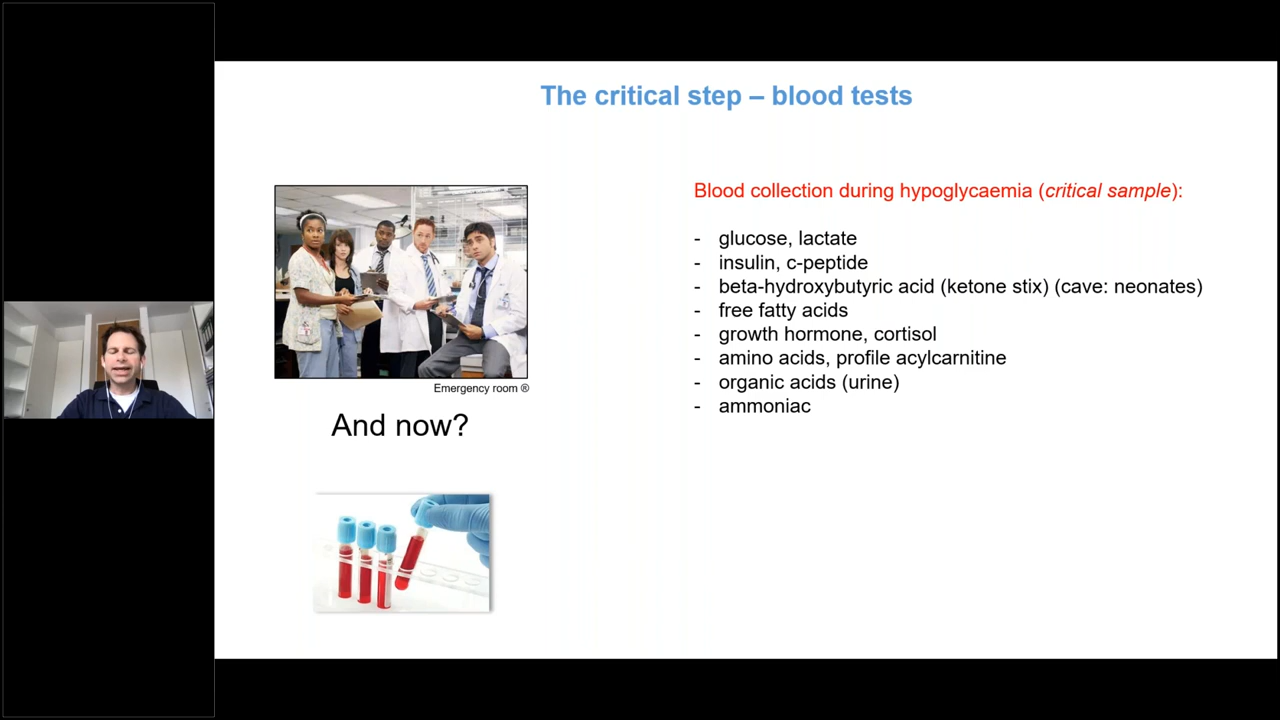 The critical step – blood tests
Emergency room ®
And now?
Blood collection during hypoglycaemia (critical sample):
- glucose, lactate
- insulin, c-peptide
- beta-hydroxybutyric acid (ketone stix) (cave: neonates)
- free fatty acids
- growth hormone, cortisol
- amino acids, profile acylcarnitine
- organic acids (urine)
- ammoniac